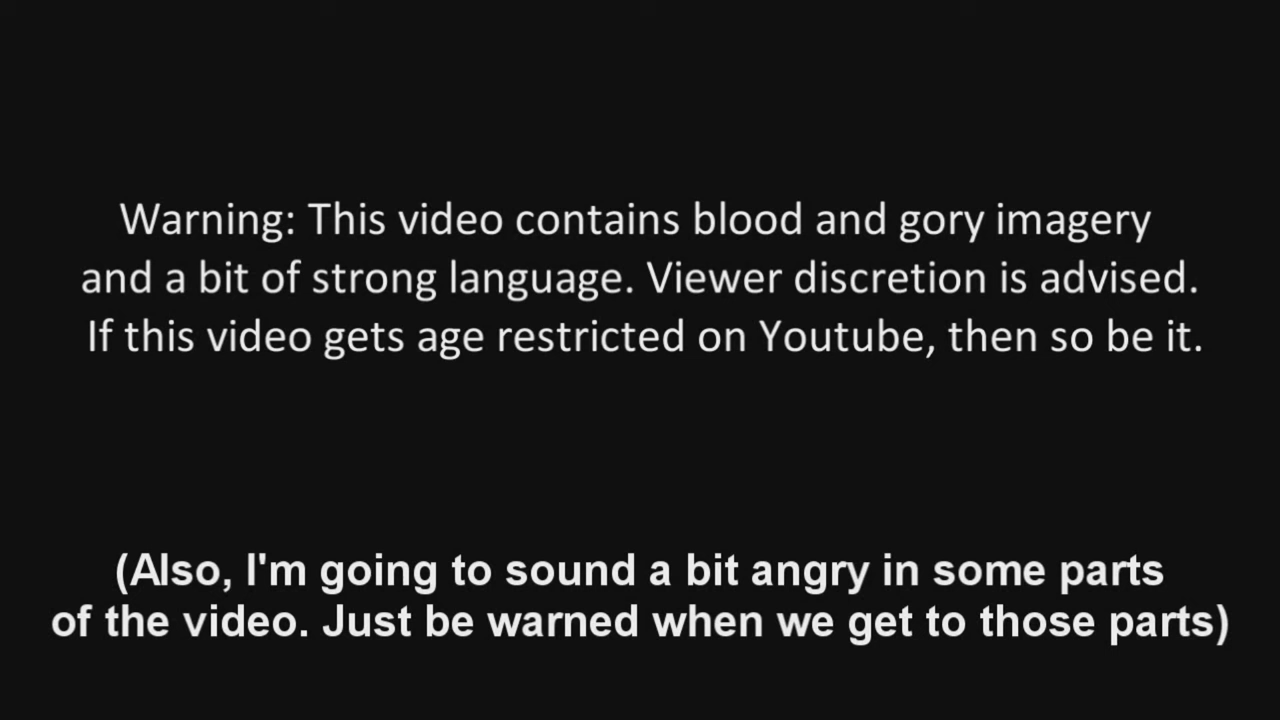 Warning: This video contains blood and gory imagery
and a bit of strong language. Viewer discretion is advised.
If this video gets age restricted on Youtube, then so be it.
(Also, I'm going to sound a bit angry in some parts
of the video. Just be warned when we get to those parts)